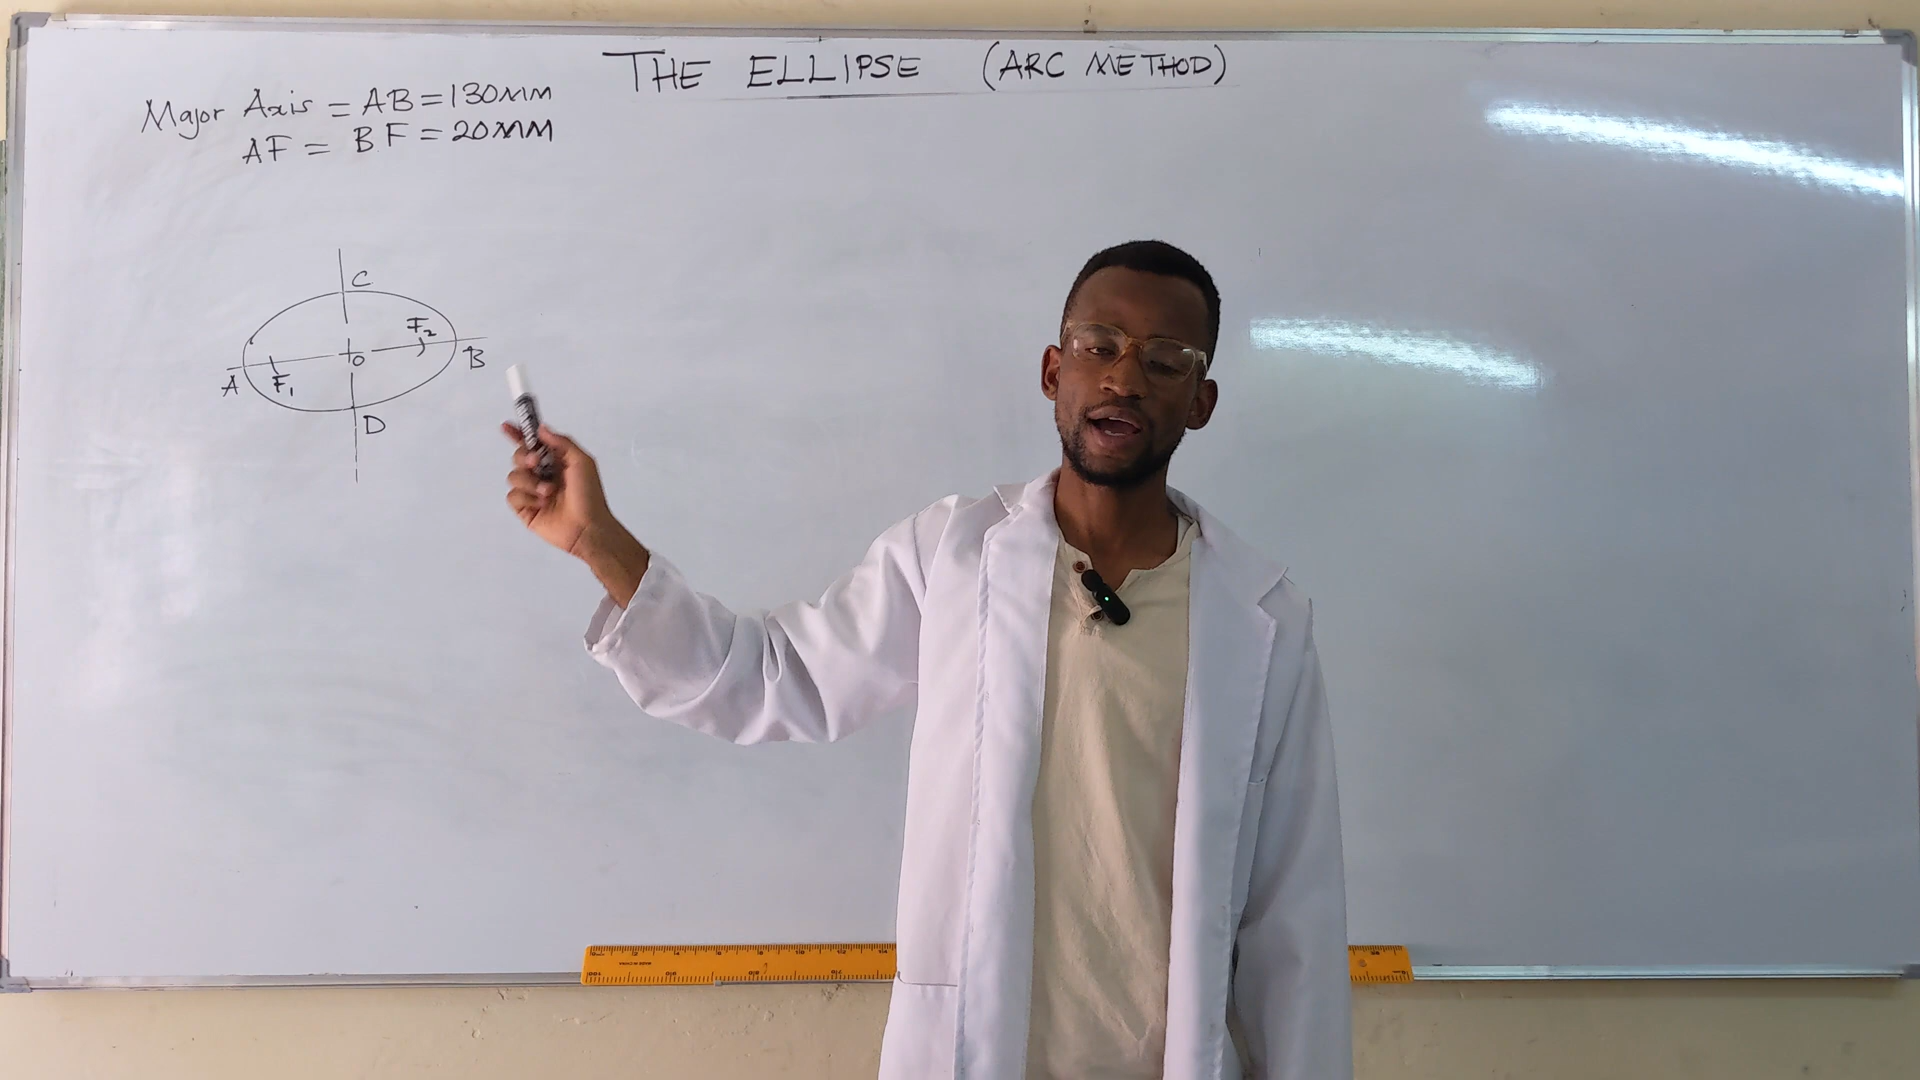 THE ELLIPSE (ARC METHOD)
Major Axis = AB = 130MM
AF = BF = 20MM
C
F2
O
B
A
F1
D